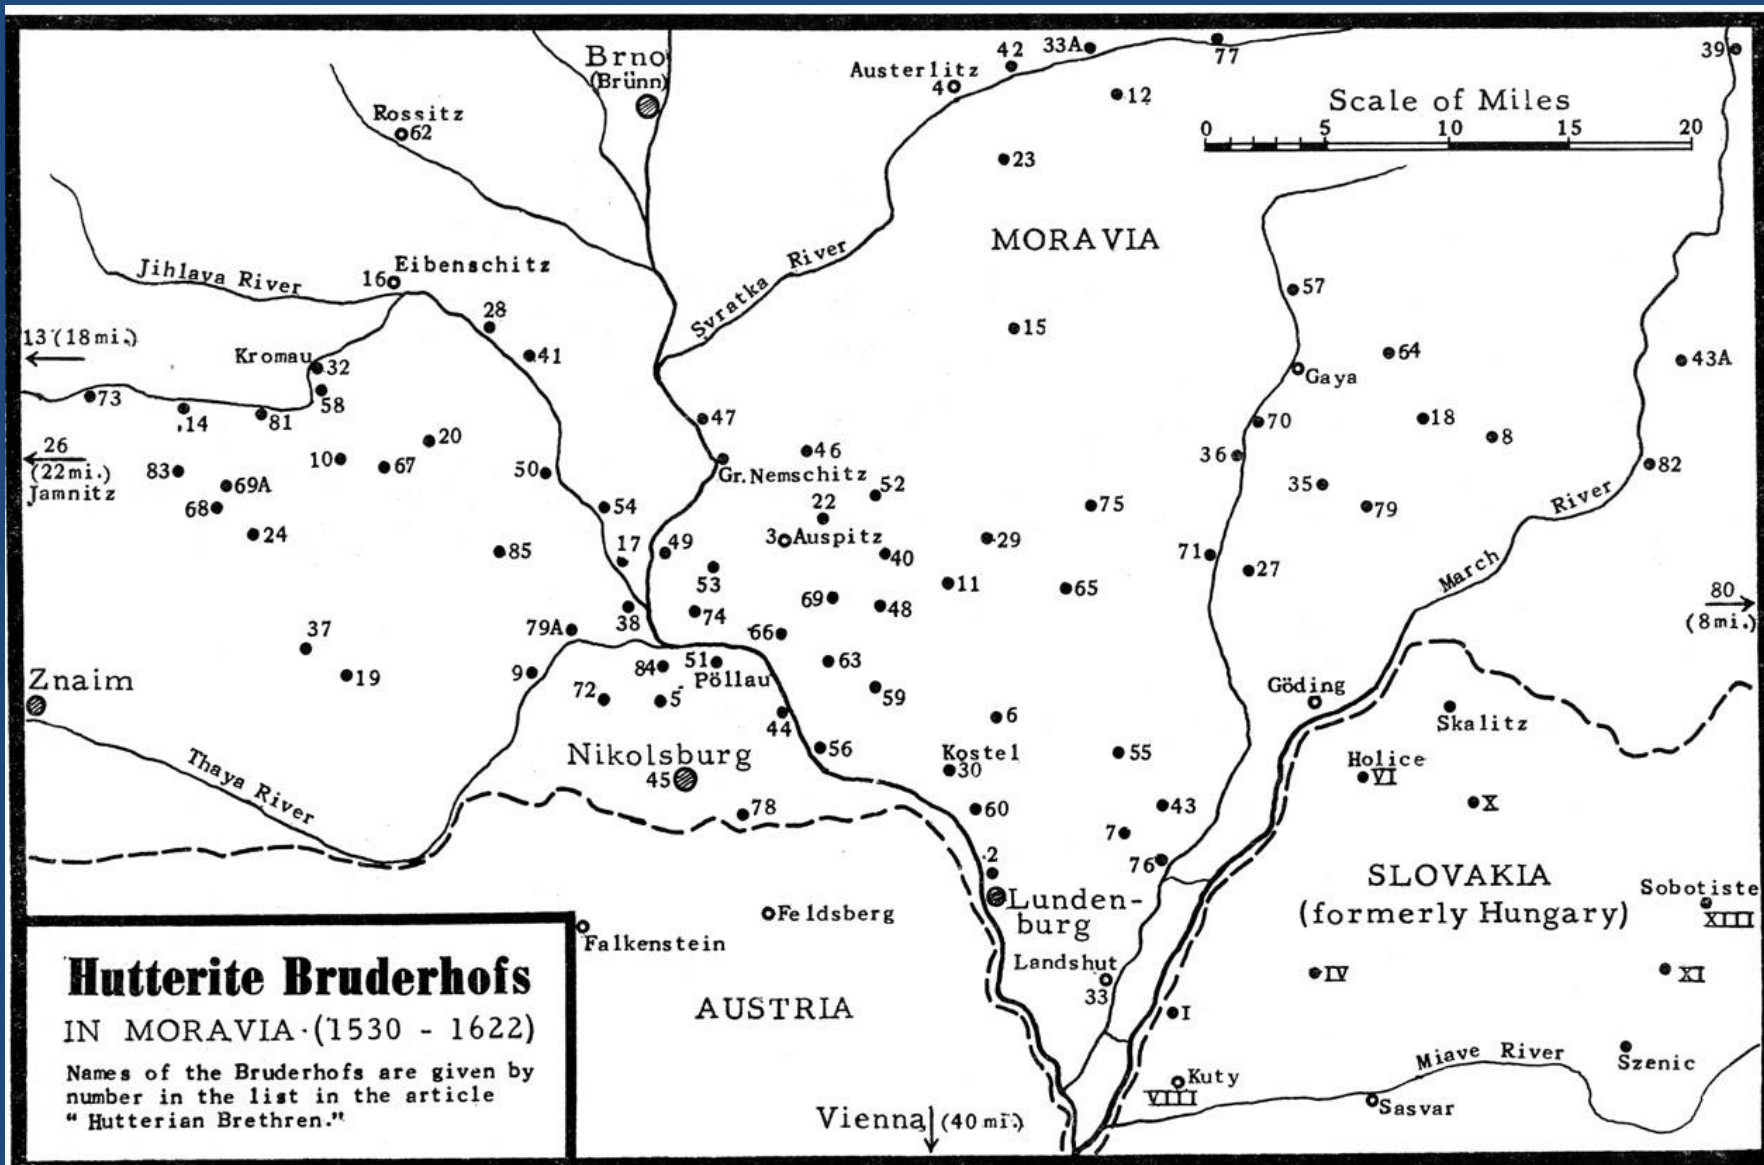 Brno
(Brünn)
Rossitz
62
Austerlitz
4
42
33A
77
12
23
39
Scale of Miles
0 5 10 15 20
MORAVIA
Jihlava River
16
Eibenschitz
Svratka River
28
41
15
57
64
Gaya
43A
13 (18mi.)
Kromau
32
58
73
14
81
47
70
18
8
26
(22mi.)
Jamnitz
83
69A
68
24
10
67
20
50
54
46
Gr. Nemschitz
52
22
3 Auspitz
40
29
75
36
35
79
82
River
March
85
17
49
53
11
65
71
27
69
48
80
(8mi.)
37
19
79A
38
74
66
63
59
Znaim
9
84
51
Pöllau
72
5
44
56
6
Göding
Skalitz
Thaya River
Nikolsburg
45
78
Kostel
30
60
55
43
7
76
Holice
VI
X
2
Lunden-
burg
SLOVAKIA
(formerly Hungary)
Sobotiste
XIII
Falkenstein
Feldsberg
Landshut
33
I
IV
XI
AUSTRIA
Szenic
Miave River
Kuty
VIII
Sasvar
Vienna (40 mi.)
Hutterite Bruderhofs
IN MORAVIA (1530 - 1622)
Names of the Bruderhofs are given by
number in the list in the article
" Hutterian Brethren."